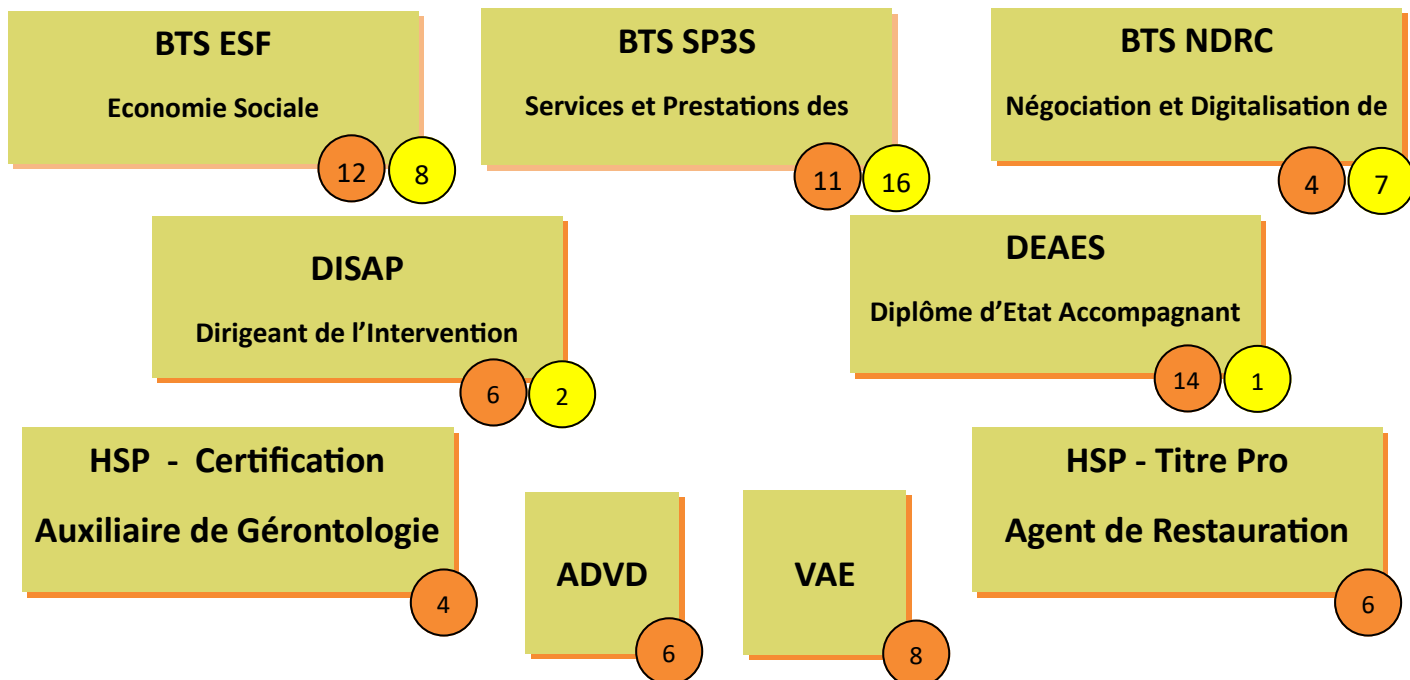 BTS ESF
Economie Sociale
12
8
BTS SP3S
Services et Prestations des
11
16
BTS NDRC
Négociation et Digitalisation de
4
7
DISAP
Dirigeant de l’Intervention
6
2
DEAES
Diplôme d’Etat Accompagnant
14
1
HSP - Certification
Auxiliaire de Gérontologie
4
ADVD
6
VAE
8
HSP - Titre Pro
Agent de Restauration
6